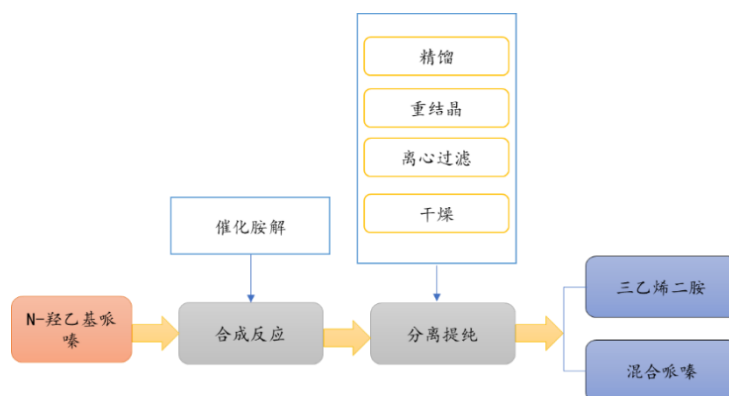 精馏
重结晶
离心过滤
干燥
催化胺解
N-羟乙基哌
嗪
合成反应
分离提纯
三乙烯二胺
混合哌嗪